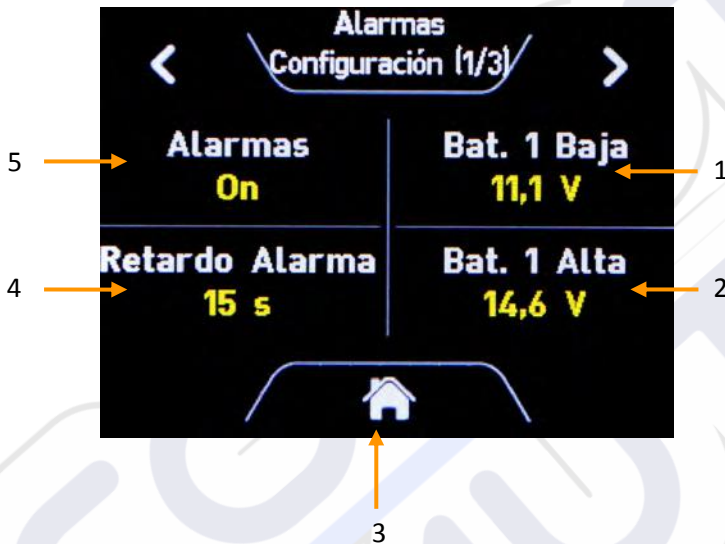 Alarmas
Configuración (1/3)
Alarmas
On
Bat. 1 Baja
11,1 V
Retardo Alarma
15 s
Bat. 1 Alta
14,6 V
5
1
4
2
3